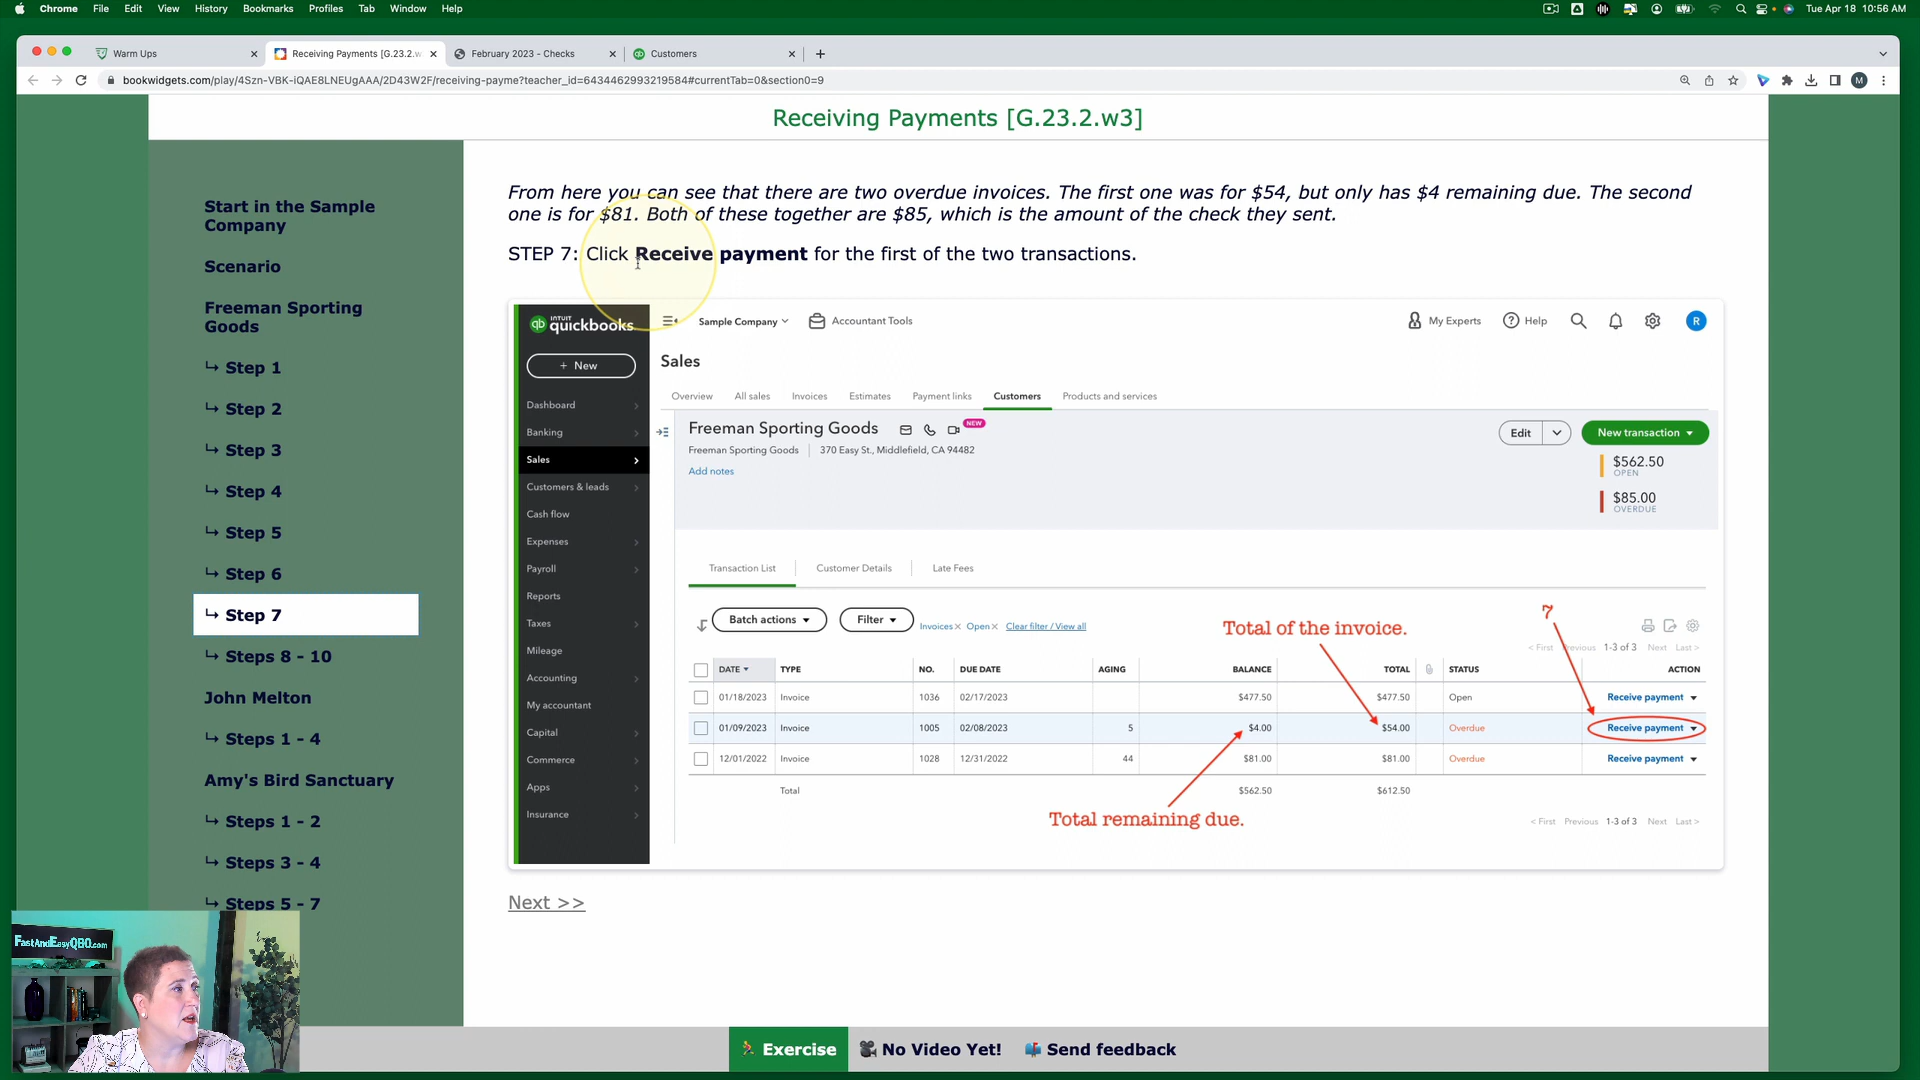 Chrome File Edit View History Bookmarks Profiles Tab Window Help Tue Apr 18 10:56 AM
Warm Ups
Receiving Payments [G.23.2.w
February 2023 - Checks
Customers
bookwidgets.com/play/4Szn-VBK-iQAE8LNEUgAAA/2D43W2F/receiving-payme?teacher_id=6434462993219584#currentTab=0&section0=9
M
Receiving Payments [G.23.2.w3]
Start in the Sample
Company
Scenario
Freeman Sporting
Goods
↳ Step 1
↳ Step 2
↳ Step 3
↳ Step 4
↳ Step 5
↳ Step 6
↳ Step 7
↳ Steps 8 - 10
John Melton
↳ Steps 1 - 4
Amy's Bird Sanctuary
↳ Steps 1 - 2
↳ Steps 3 - 4
↳ Steps 5 - 7
From here you can see that there are two overdue invoices. The first one was for $54, but only has $4 remaining due. The second
one is for $81. Both of these together are $85, which is the amount of the check they sent.
STEP 7: Click Receive payment for the first of the two transactions.
qb INTUIT quickbooks
Sample Company Accountant Tools My Experts Help R
+ New
Dashboard
Banking
Sales
Customers & leads
Cash flow
Expenses
Payroll
Reports
Taxes
Mileage
Accounting
My accountant
Capital
Commerce
Apps
Insurance
Sales
Overview All sales Invoices Estimates Payment links Customers Products and services
Freeman Sporting Goods NEW
Freeman Sporting Goods | 370 Easy St., Middlefield, CA 94482
Add notes
Edit New transaction
$562.50
OPEN
$85.00
OVERDUE
Transaction List Customer Details Late Fees
Batch actions Filter Invoices× Open× Clear filter / View all
Total of the invoice.
7
< First Previous 1-3 of 3 Next Last >
DATE TYPE NO. DUE DATE AGING BALANCE TOTAL STATUS ACTION
01/18/2023 Invoice 1036 02/17/2023 $477.50 $477.50 Open Receive payment
01/09/2023 Invoice 1005 02/08/2023 5 $4.00 $54.00 Overdue Receive payment
12/01/2022 Invoice 1028 12/31/2022 44 $81.00 $81.00 Overdue Receive payment
Total $562.50 $612.50
Total remaining due.
< First Previous 1-3 of 3 Next Last >
Next >>
FastAndEasyQBO.com
Exercise No Video Yet! Send feedback